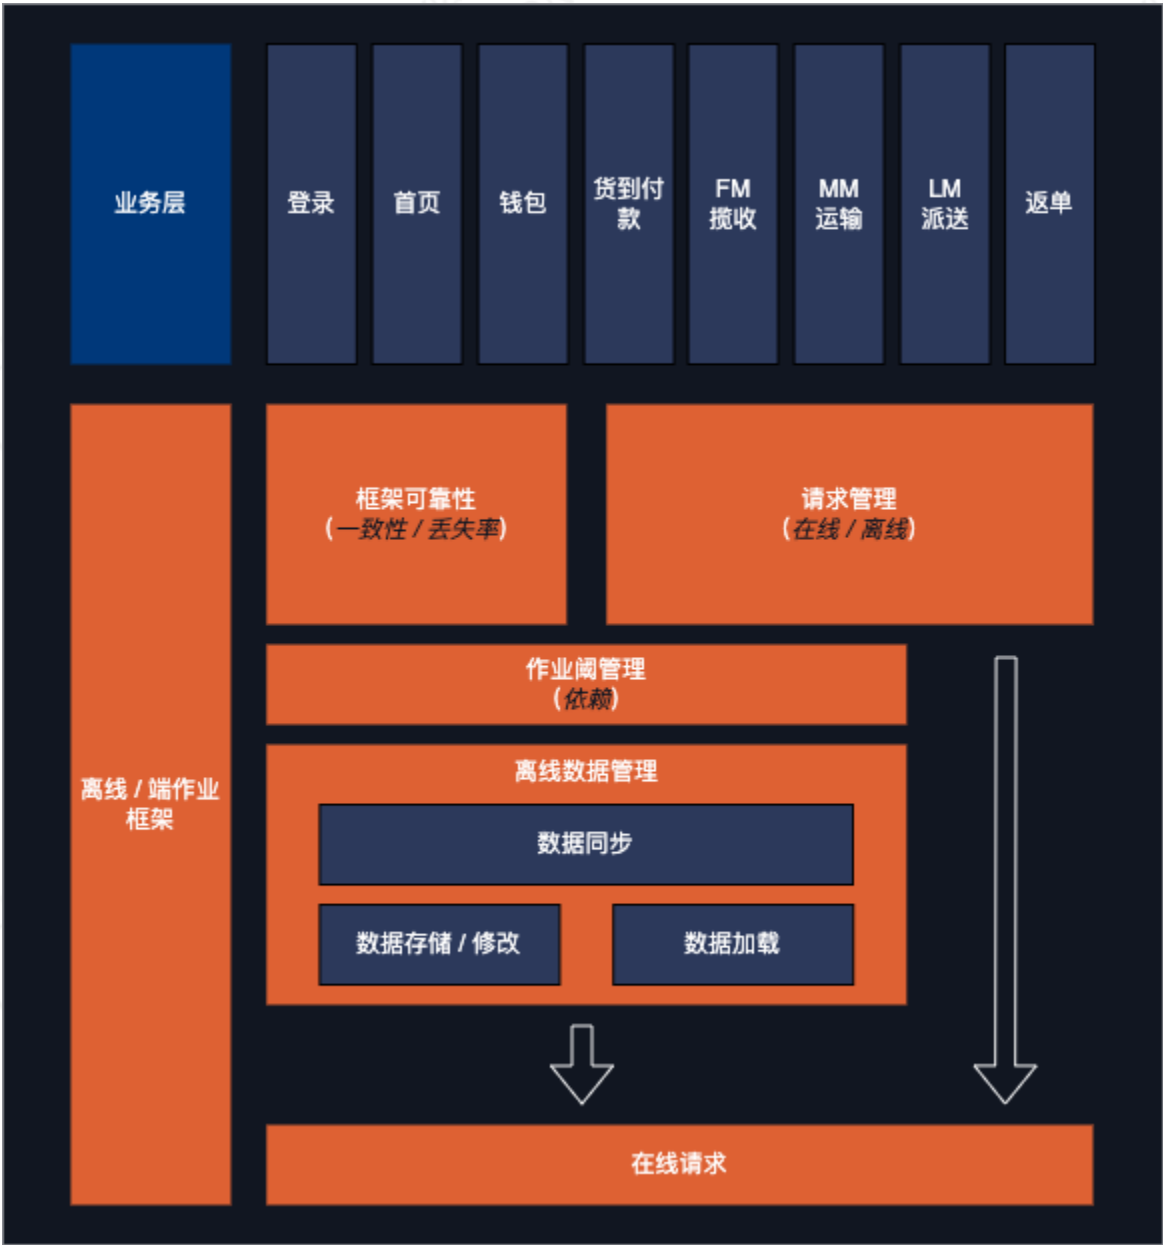 业务层
登录
首页
钱包
货到付
款
FM
揽收
MM
运输
LM
派送
返单
离线 / 端作业
框架
框架可靠性
(一致性 / 丢失率)
请求管理
(在线 / 离线)
作业阈管理
(依赖)
离线数据管理
数据同步
数据存储 / 修改
数据加载
在线请求